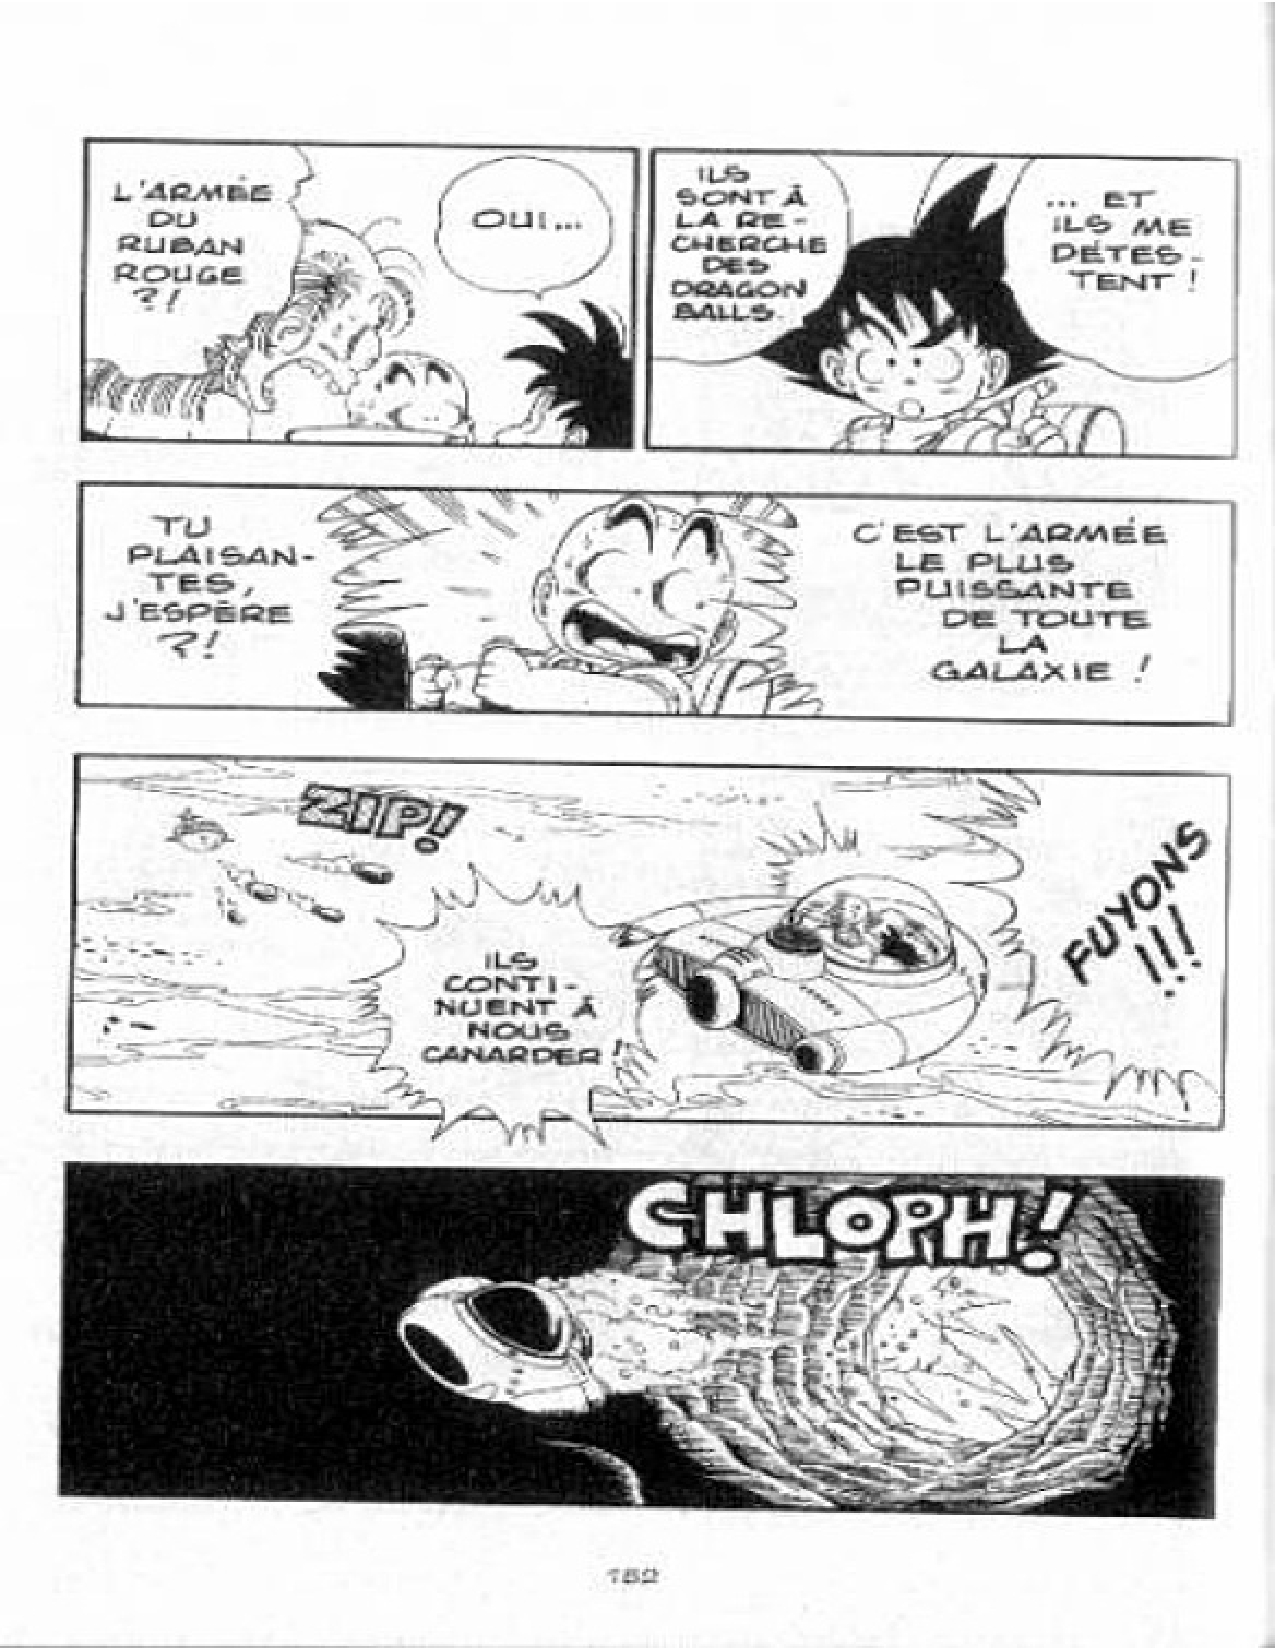 L'ARMÉE
DU
RUBAN
ROUGE
?!
OUI...
ILS
SONT À
LA RE-
CHERCHE
DES
DRAGON
BALLS
... ET
ILS ME
DÉTES-
TENT !
TU
PLAISAN-
TES,
J'ESPÈRE
?!
C'EST L'ARMÉE
LE PLUS
PUISSANTE
DE TOUTE
LA
GALAXIE !
ZIP!
ILS
CONTI-
NUENT À
NOUS
CANARDER !
FUYONS
!!!
CHLOPH!
152